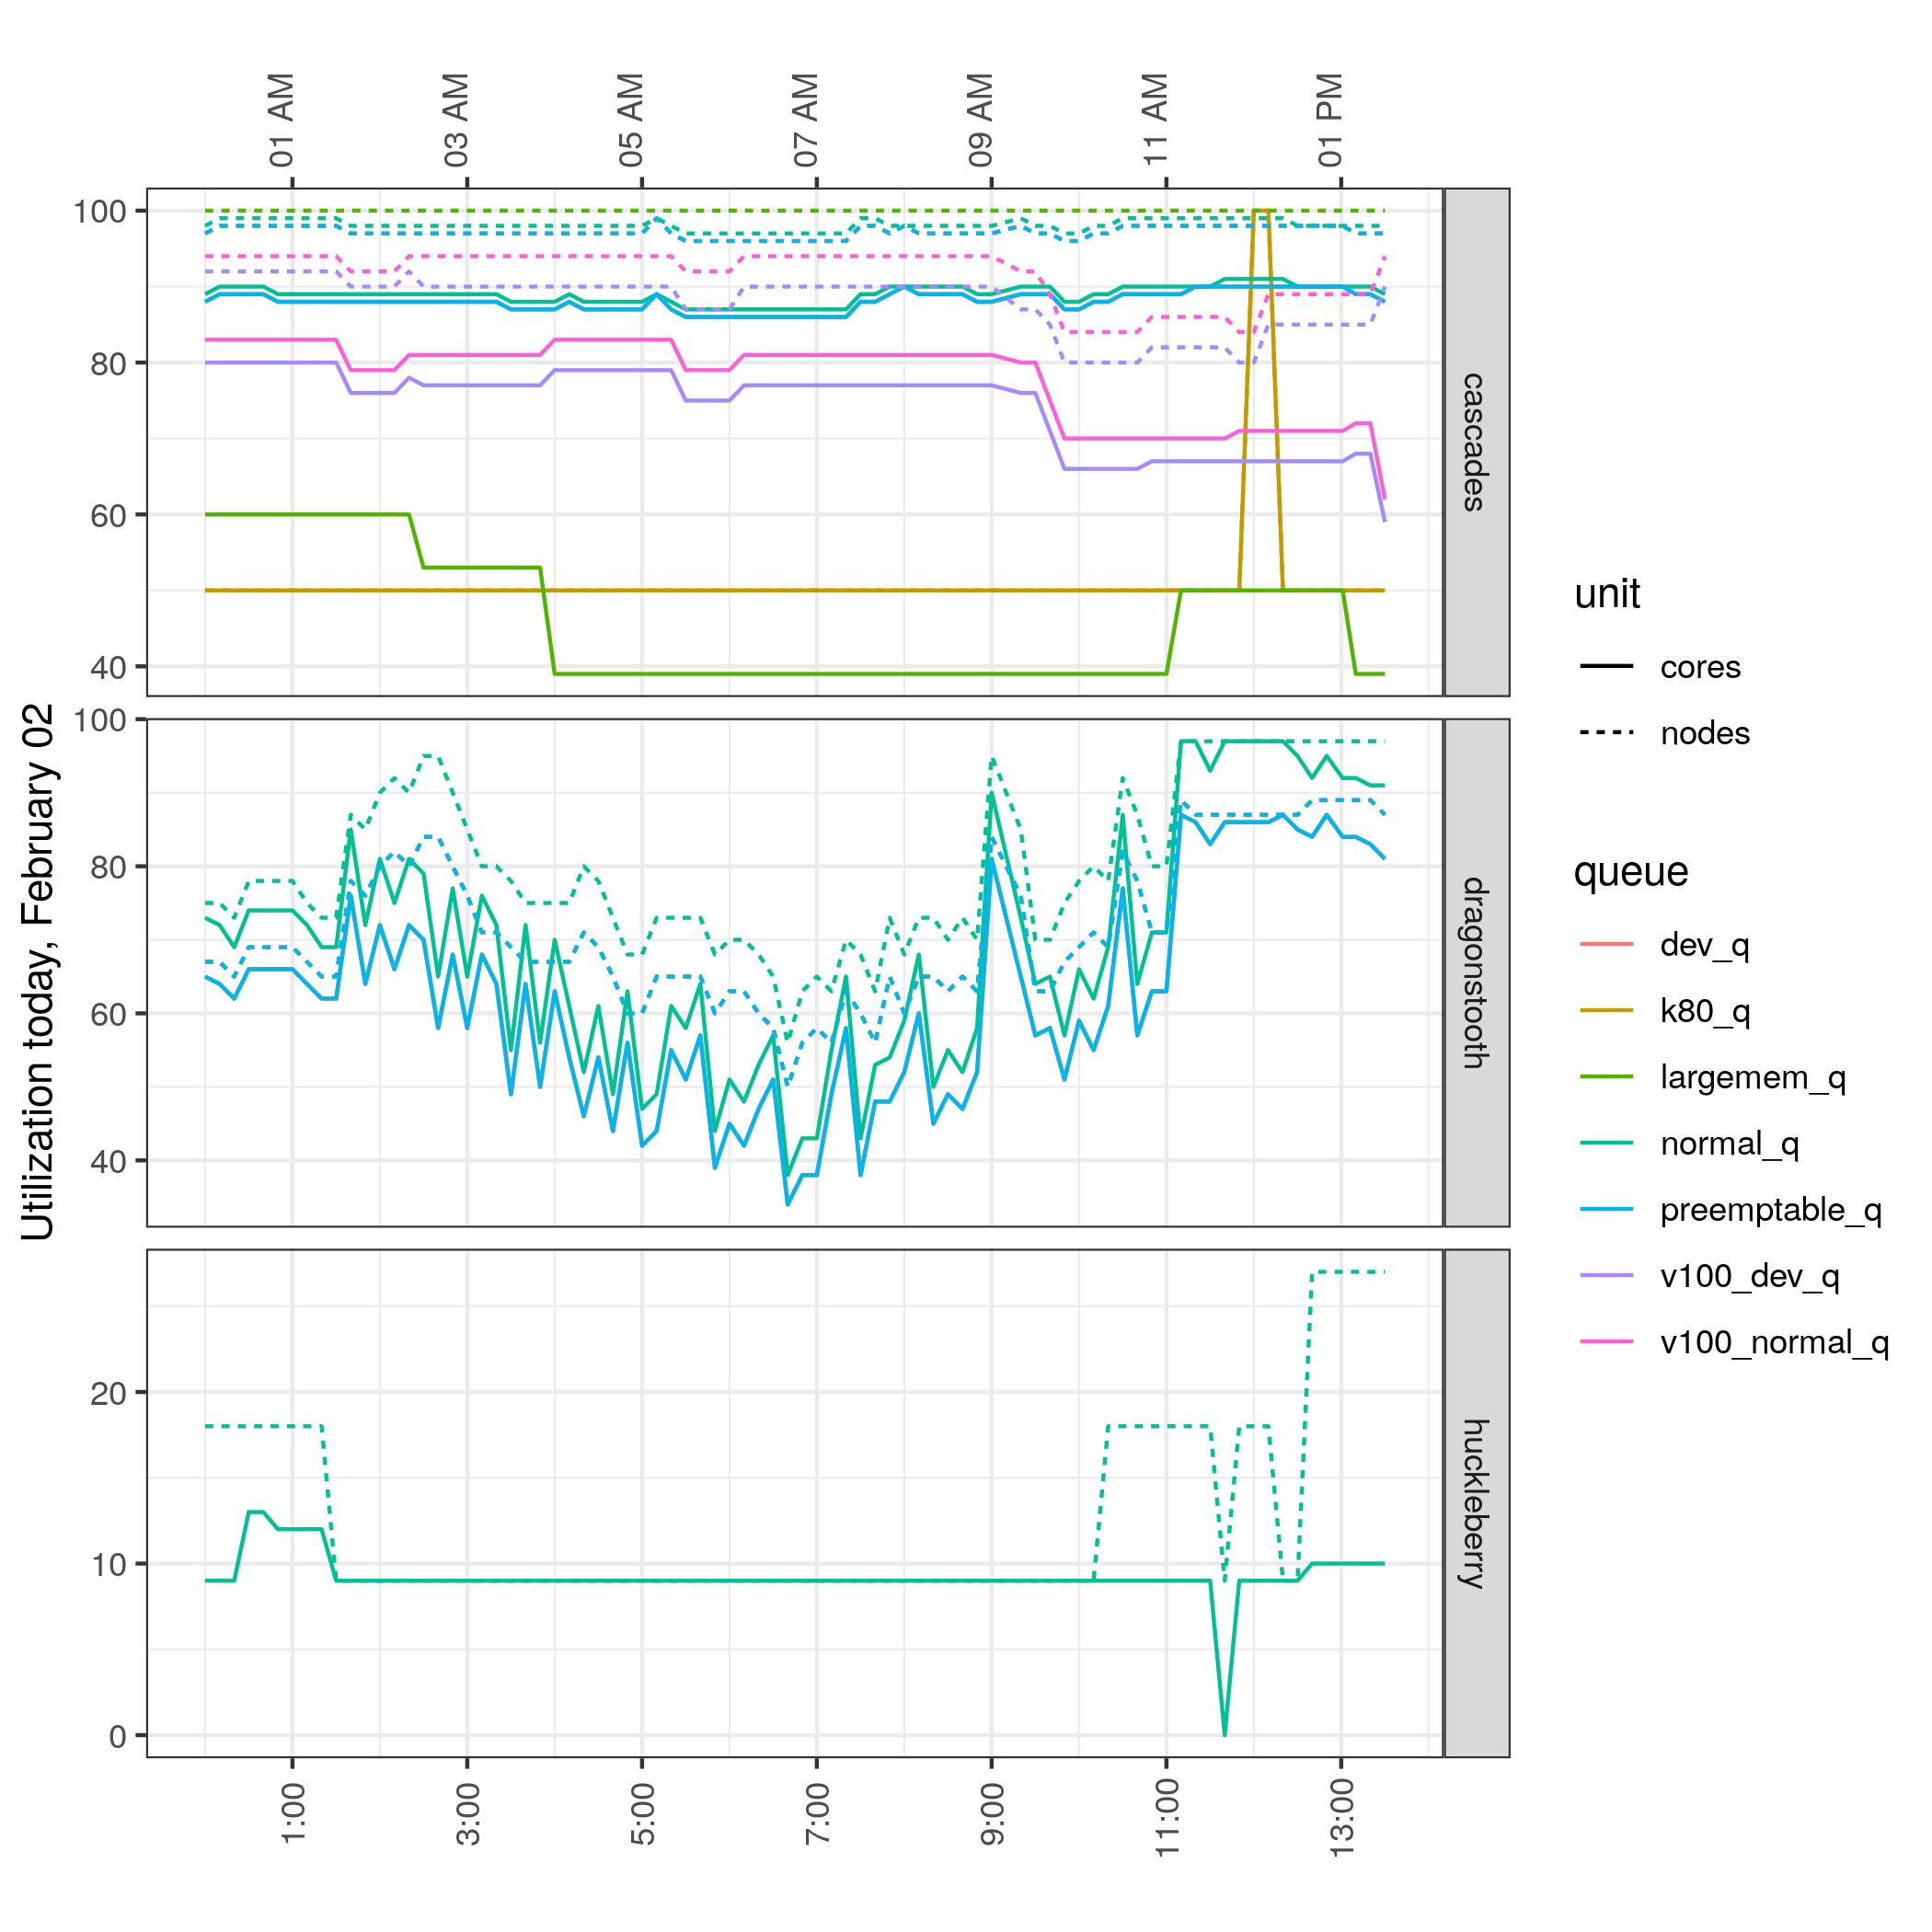 01 AM
03 AM
05 AM
07 AM
09 AM
11 AM
01 PM
100
80
60
40
cascades
100
80
60
40
dragonstooth
20
10
0
huckleberry
1:00
3:00
5:00
7:00
9:00
11:00
13:00
Utilization today, February 02
unit
cores
nodes
queue
dev_q
k80_q
largemem_q
normal_q
preemptable_q
v100_dev_q
v100_normal_q